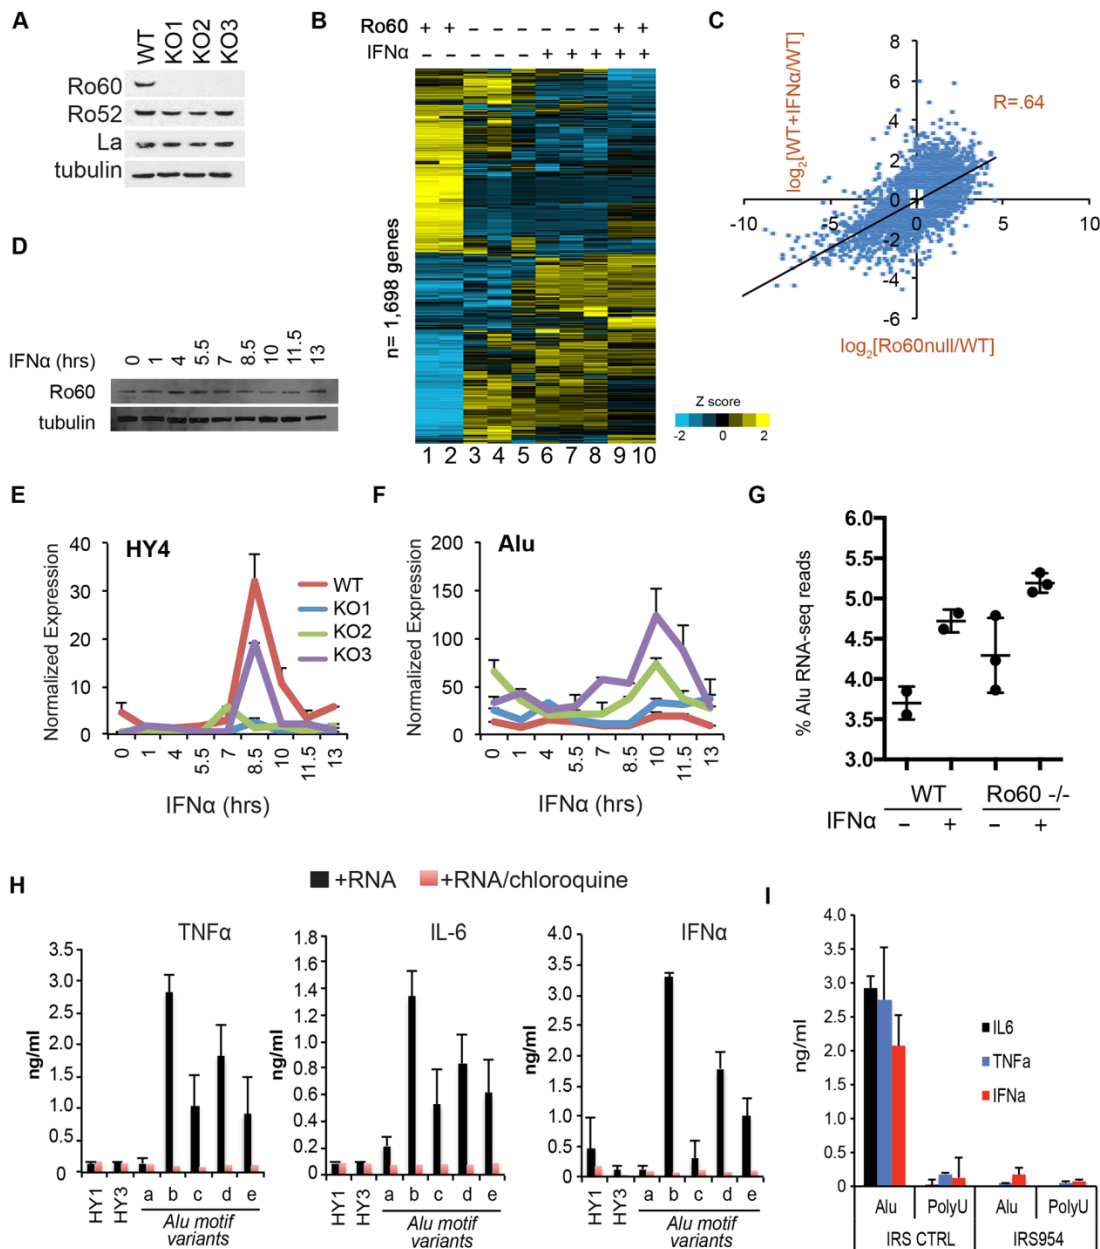 A
WT KO1 KO2 KO3
Ro60
Ro52
La
tubulin
B
Ro60 + + – – – – – – + +
IFNα – – – – – + + + + +
n= 1,698 genes
1 2 3 4 5 6 7 8 9 10
Z score
-2 0 2
C
log2[WT+IFNα/WT]
R=.64
8
6
4
2
0
-2
-4
-6
-10 -5 0 5 10
log2[Ro60null/WT]
D
IFNα (hrs) 0 1 4 5.5 7 8.5 10 11.5 13
Ro60
tubulin
E
HY4
Normalized Expression
40
30
20
10
0
0 1 4 5.5 7 8.5 10 11.5 13
IFNα (hrs)
WT
KO1
KO2
KO3
F
Alu
Normalized Expression
200
150
100
50
0
0 1 4 5.5 7 8.5 10 11.5 13
IFNα (hrs)
G
% Alu RNA-seq reads
6.0
5.5
5.0
4.5
4.0
3.5
3.0
WT Ro60 -/-
IFNα – + – +
H
+RNA +RNA/chloroquine
TNFα
ng/ml
3.5
3.0
2.5
2.0
1.5
1.0
0.5
0
HY1 HY3 a b c d e
Alu motif
variants
IL-6
ng/ml
1.8
1.6
1.4
1.2
1.0
0.8
0.6
0.4
0.2
0
HY1 HY3 a b c d e
Alu motif
variants
IFNα
ng/ml
4.0
3.5
3.0
2.5
2.0
1.5
1.0
0.5
0
HY1 HY3 a b c d e
Alu motif
variants
I
ng/ml
4.0
3.5
3.0
2.5
2.0
1.5
1.0
0.5
0
IL6
TNFa
IFNa
Alu PolyU Alu PolyU
IRS CTRL IRS954